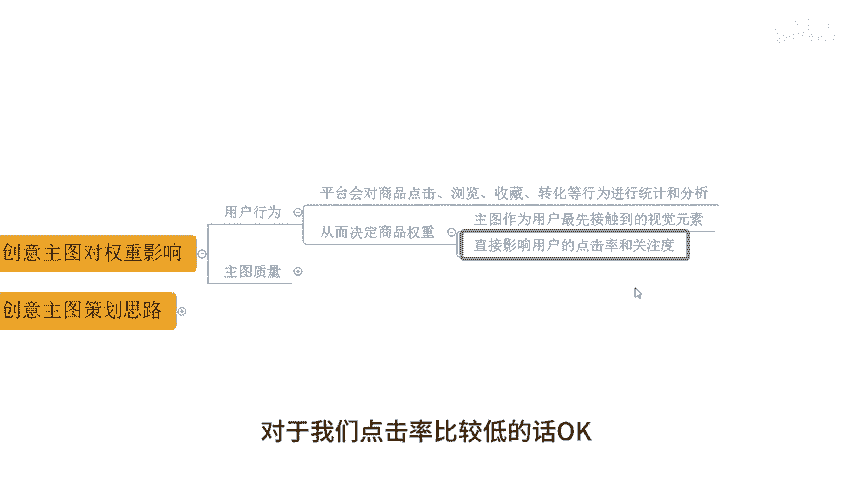 平台会对商品点击、浏览、收藏、转化等行为进行统计和分析
用户行为
主图作为用户最先接触到的视觉元素
从而决定商品权重
直接影响用户的点击率和关注度
创意主图对权重影响
主图质量
创意主图策划思路
对于我们点击率比较低的话OK